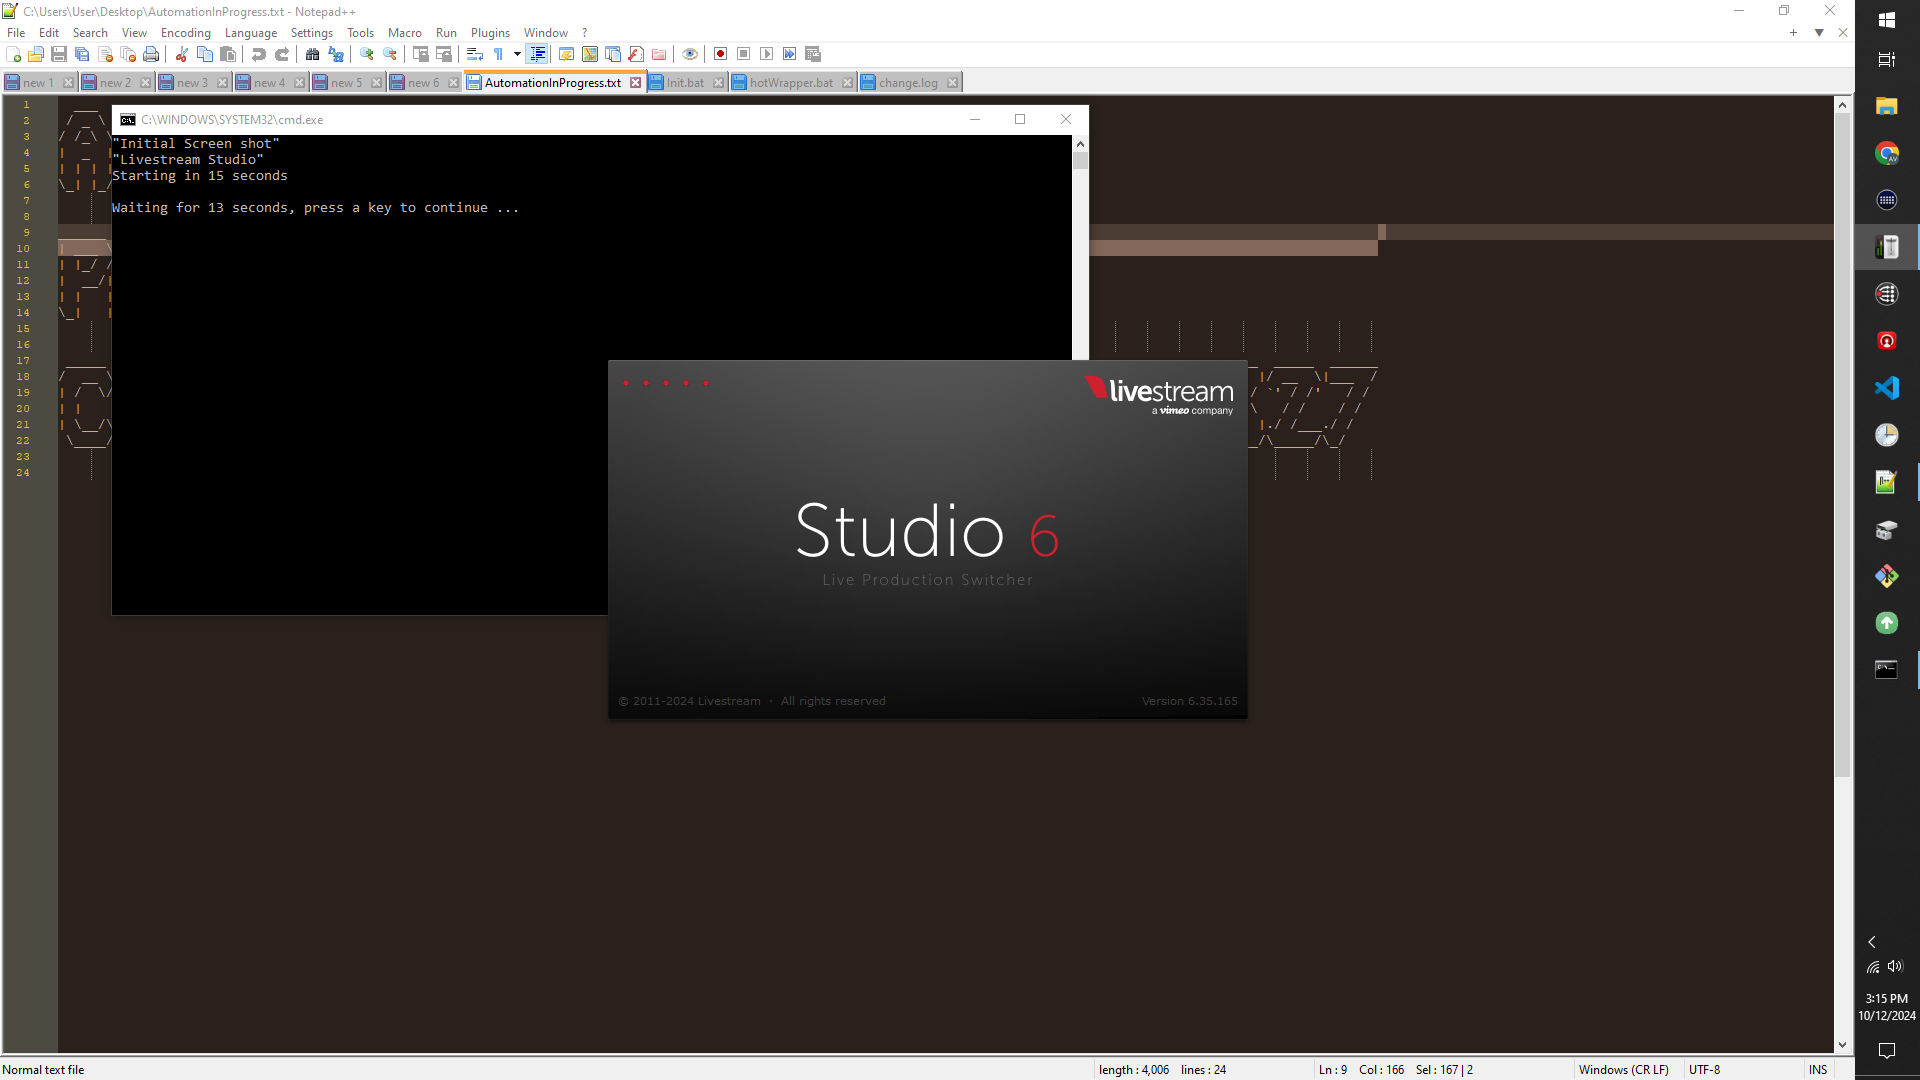 C:\Users\User\Desktop\AutomationInProgress.txt - Notepad++
File Edit Search View Encoding Language Settings Tools Macro Run Plugins Window ?
new 1 new 2 new 3 new 4 new 5 new 6 AutomationInProgress.txt Init.bat hotWrapper.bat change.log
1
2
3
4
5
6
7
8
9
10
11
12
13
14
15
16
17
18
19
20
21
22
23
24
C:\WINDOWS\SYSTEM32\cmd.exe
"Initial Screen shot"
"Livestream Studio"
Starting in 15 seconds
Waiting for 13 seconds, press a key to continue ...
livestream
a vimeo company
Studio 6
Live Production Switcher
© 2011-2024 Livestream · All rights reserved
Version 6.35.165
3:15 PM
10/12/2024
Normal text file
length : 4,006 lines : 24
Ln : 9 Col : 166 Sel : 167 | 2
Windows (CR LF)
UTF-8
INS